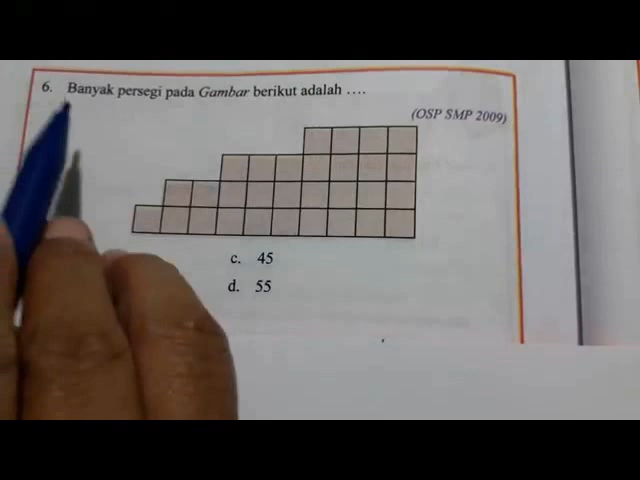 6. Banyak persegi pada Gambar berikut adalah ....
(OSP SMP 2009)
c. 45
d. 55